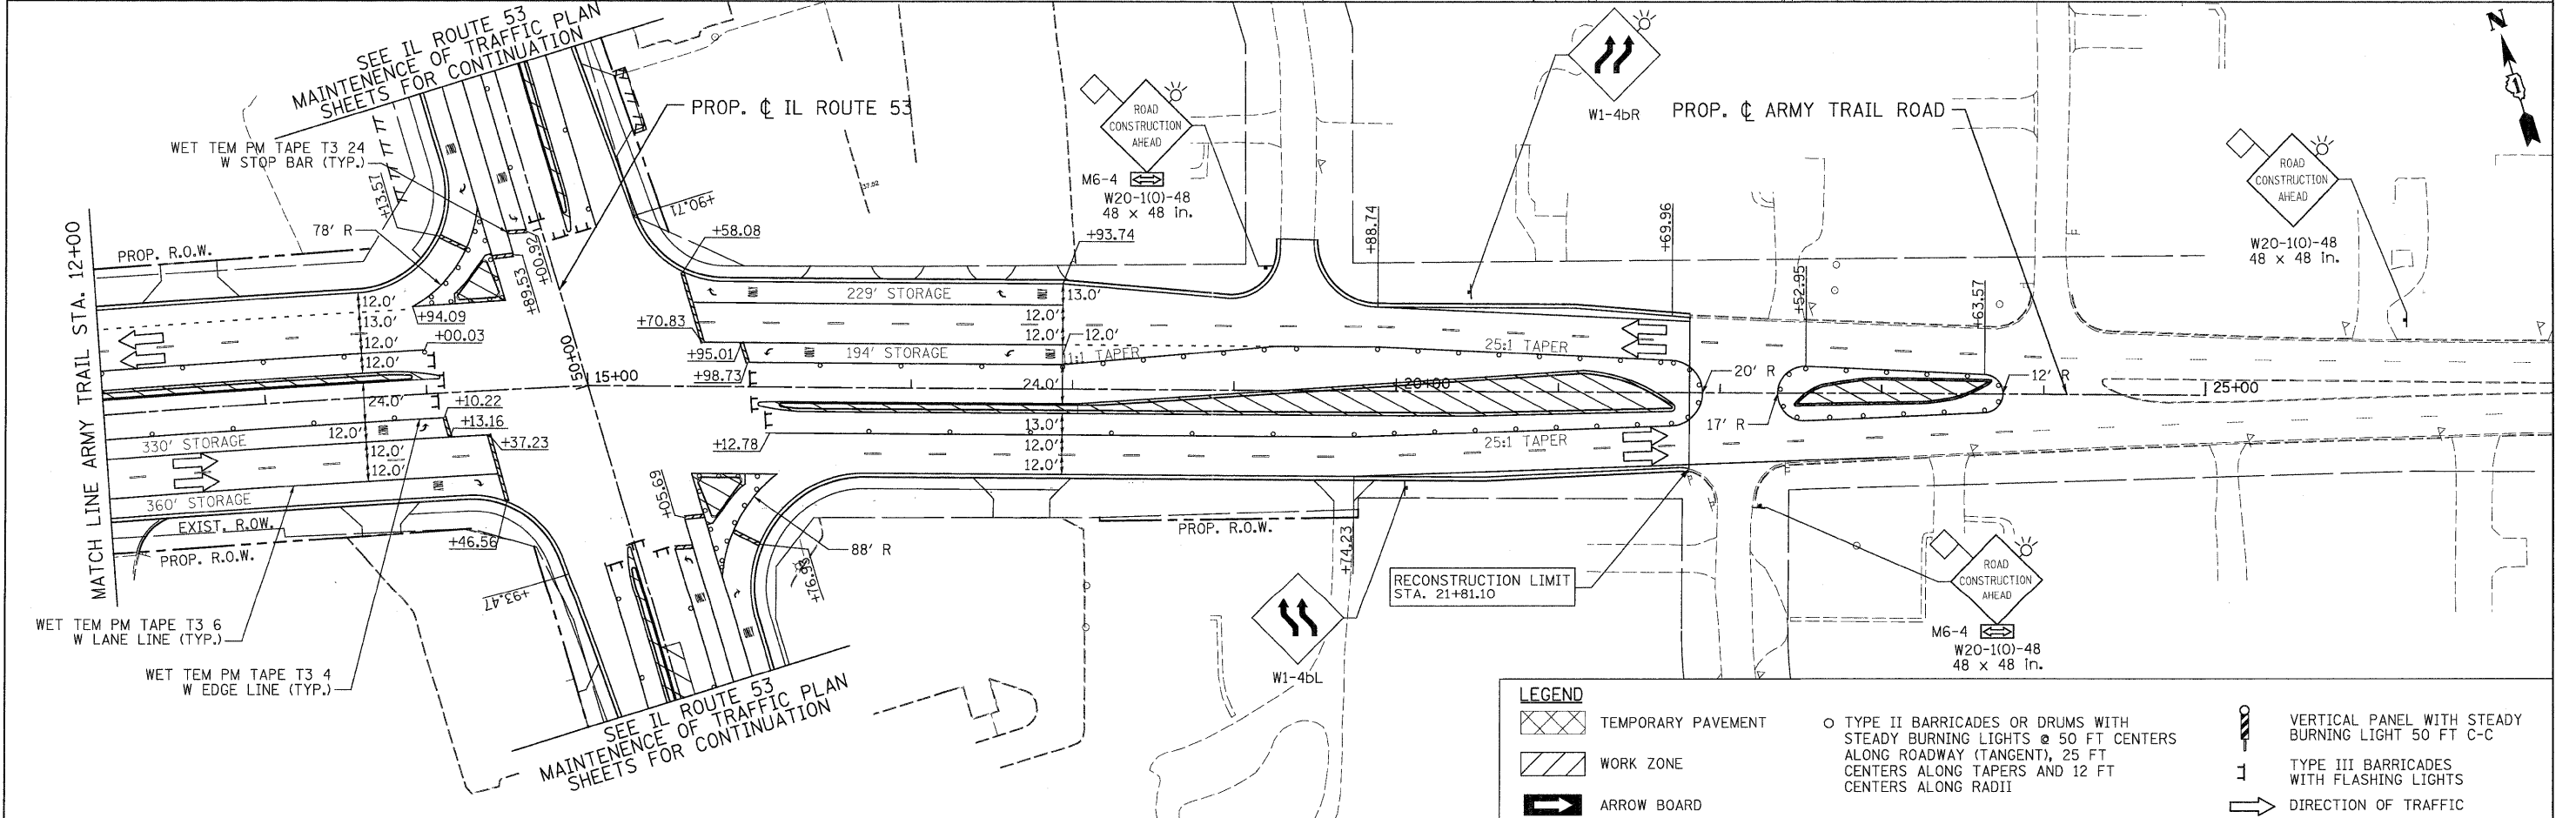 SEE IL ROUTE 53
MAINTENENCE OF TRAFFIC PLAN
SHEETS FOR CONTINUATION
PROP. ℄ IL ROUTE 53
WET TEM PM TAPE T3 24
W STOP BAR (TYP.)
+13.57
78' R
+90.71
37.02
ROAD
CONSTRUCTION
AHEAD
M6-4
W20-1(O)-48
48 x 48 in.
W1-4bR
PROP. ℄ ARMY TRAIL ROAD
ROAD
CONSTRUCTION
AHEAD
W20-1(O)-48
48 x 48 in.
N
MATCH LINE ARMY TRAIL STA. 12+00
PROP. R.O.W.
+89.53
+00.92
+58.08
+93.74
+88.74
+69.96
+52.95
+63.57
12.0'
13.0'
12.0'
12.0'
+94.09
+00.03
ONLY
229' STORAGE
ONLY
13.0'
12.0'
12.0'
12.0'
+70.83
+95.01
+98.73
ONLY
194' STORAGE
ONLY
1:1 TAPER
25:1 TAPER
50+00
15+00
24.0'
20+00
20' R
12' R
25+00
24.0'
+10.22
+13.16
+37.23
330' STORAGE
12.0'
12.0'
12.0'
360' STORAGE
ONLY
+12.78
13.0'
12.0'
12.0'
25:1 TAPER
17' R
EXIST. R.O.W.
PROP. R.O.W.
+46.56
+93.47
+05.69
88' R
+76.93
PROP. R.O.W.
+74.23
RECONSTRUCTION LIMIT
STA. 21+81.10
W1-4bL
ROAD
CONSTRUCTION
AHEAD
M6-4
W20-1(O)-48
48 x 48 in.
WET TEM PM TAPE T3 6
W LANE LINE (TYP.)
WET TEM PM TAPE T3 4
W EDGE LINE (TYP.)
ONLY
ONLY
SEE IL ROUTE 53
MAINTENENCE OF TRAFFIC PLAN
SHEETS FOR CONTINUATION
LEGEND
TEMPORARY PAVEMENT
WORK ZONE
ARROW BOARD
TYPE II BARRICADES OR DRUMS WITH
STEADY BURNING LIGHTS @ 50 FT CENTERS
ALONG ROADWAY (TANGENT), 25 FT
CENTERS ALONG TAPERS AND 12 FT
CENTERS ALONG RADII
VERTICAL PANEL WITH STEADY
BURNING LIGHT 50 FT C-C
TYPE III BARRICADES
WITH FLASHING LIGHTS
DIRECTION OF TRAFFIC